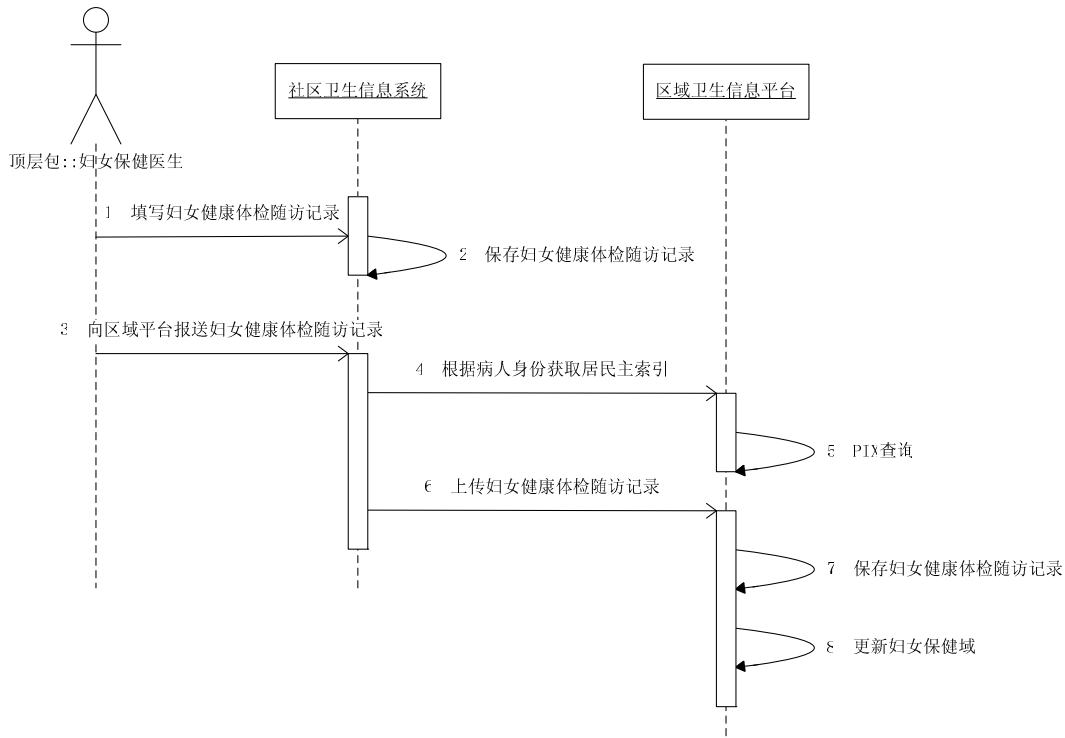 社区卫生信息系统
区域卫生信息平台
顶层包::妇女保健医生
1 填写妇女健康体检随访记录
2 保存妇女健康体检随访记录
3 向区域平台报送妇女健康体检随访记录
4 根据病人身份获取居民主索引
5 PIX查询
6 上传妇女健康体检随访记录
7 保存妇女健康体检随访记录
8 更新妇女保健域